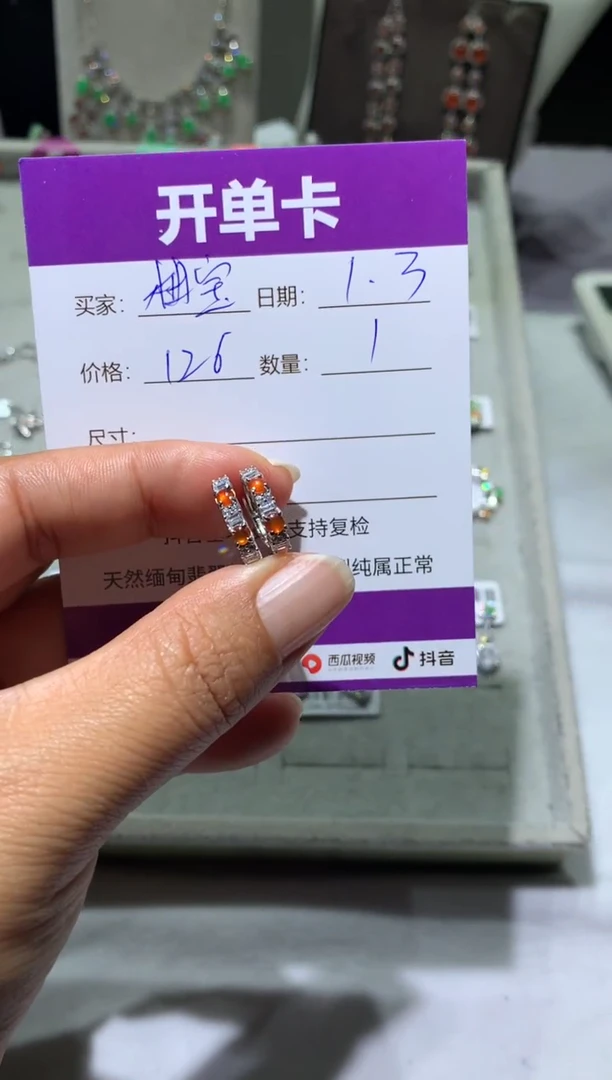 开单卡
买家: 宝 日期: 1.3
价格: 126 数量: 1
尺寸:
支持复检
天然缅甸翡 纯属正常
西瓜视频 抖音